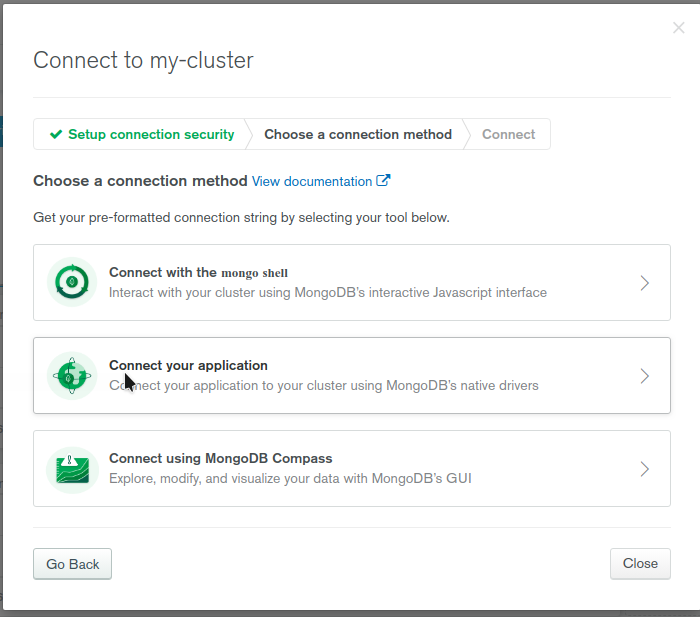 Connect to my-cluster
Setup connection security Choose a connection method Connect
Choose a connection method View documentation
Get your pre-formatted connection string by selecting your tool below.
Connect with the mongo shell
Interact with your cluster using MongoDB's interactive Javascript interface
Connect your application
Connect your application to your cluster using MongoDB's native drivers
Connect using MongoDB Compass
Explore, modify, and visualize your data with MongoDB's GUI
Go Back Close